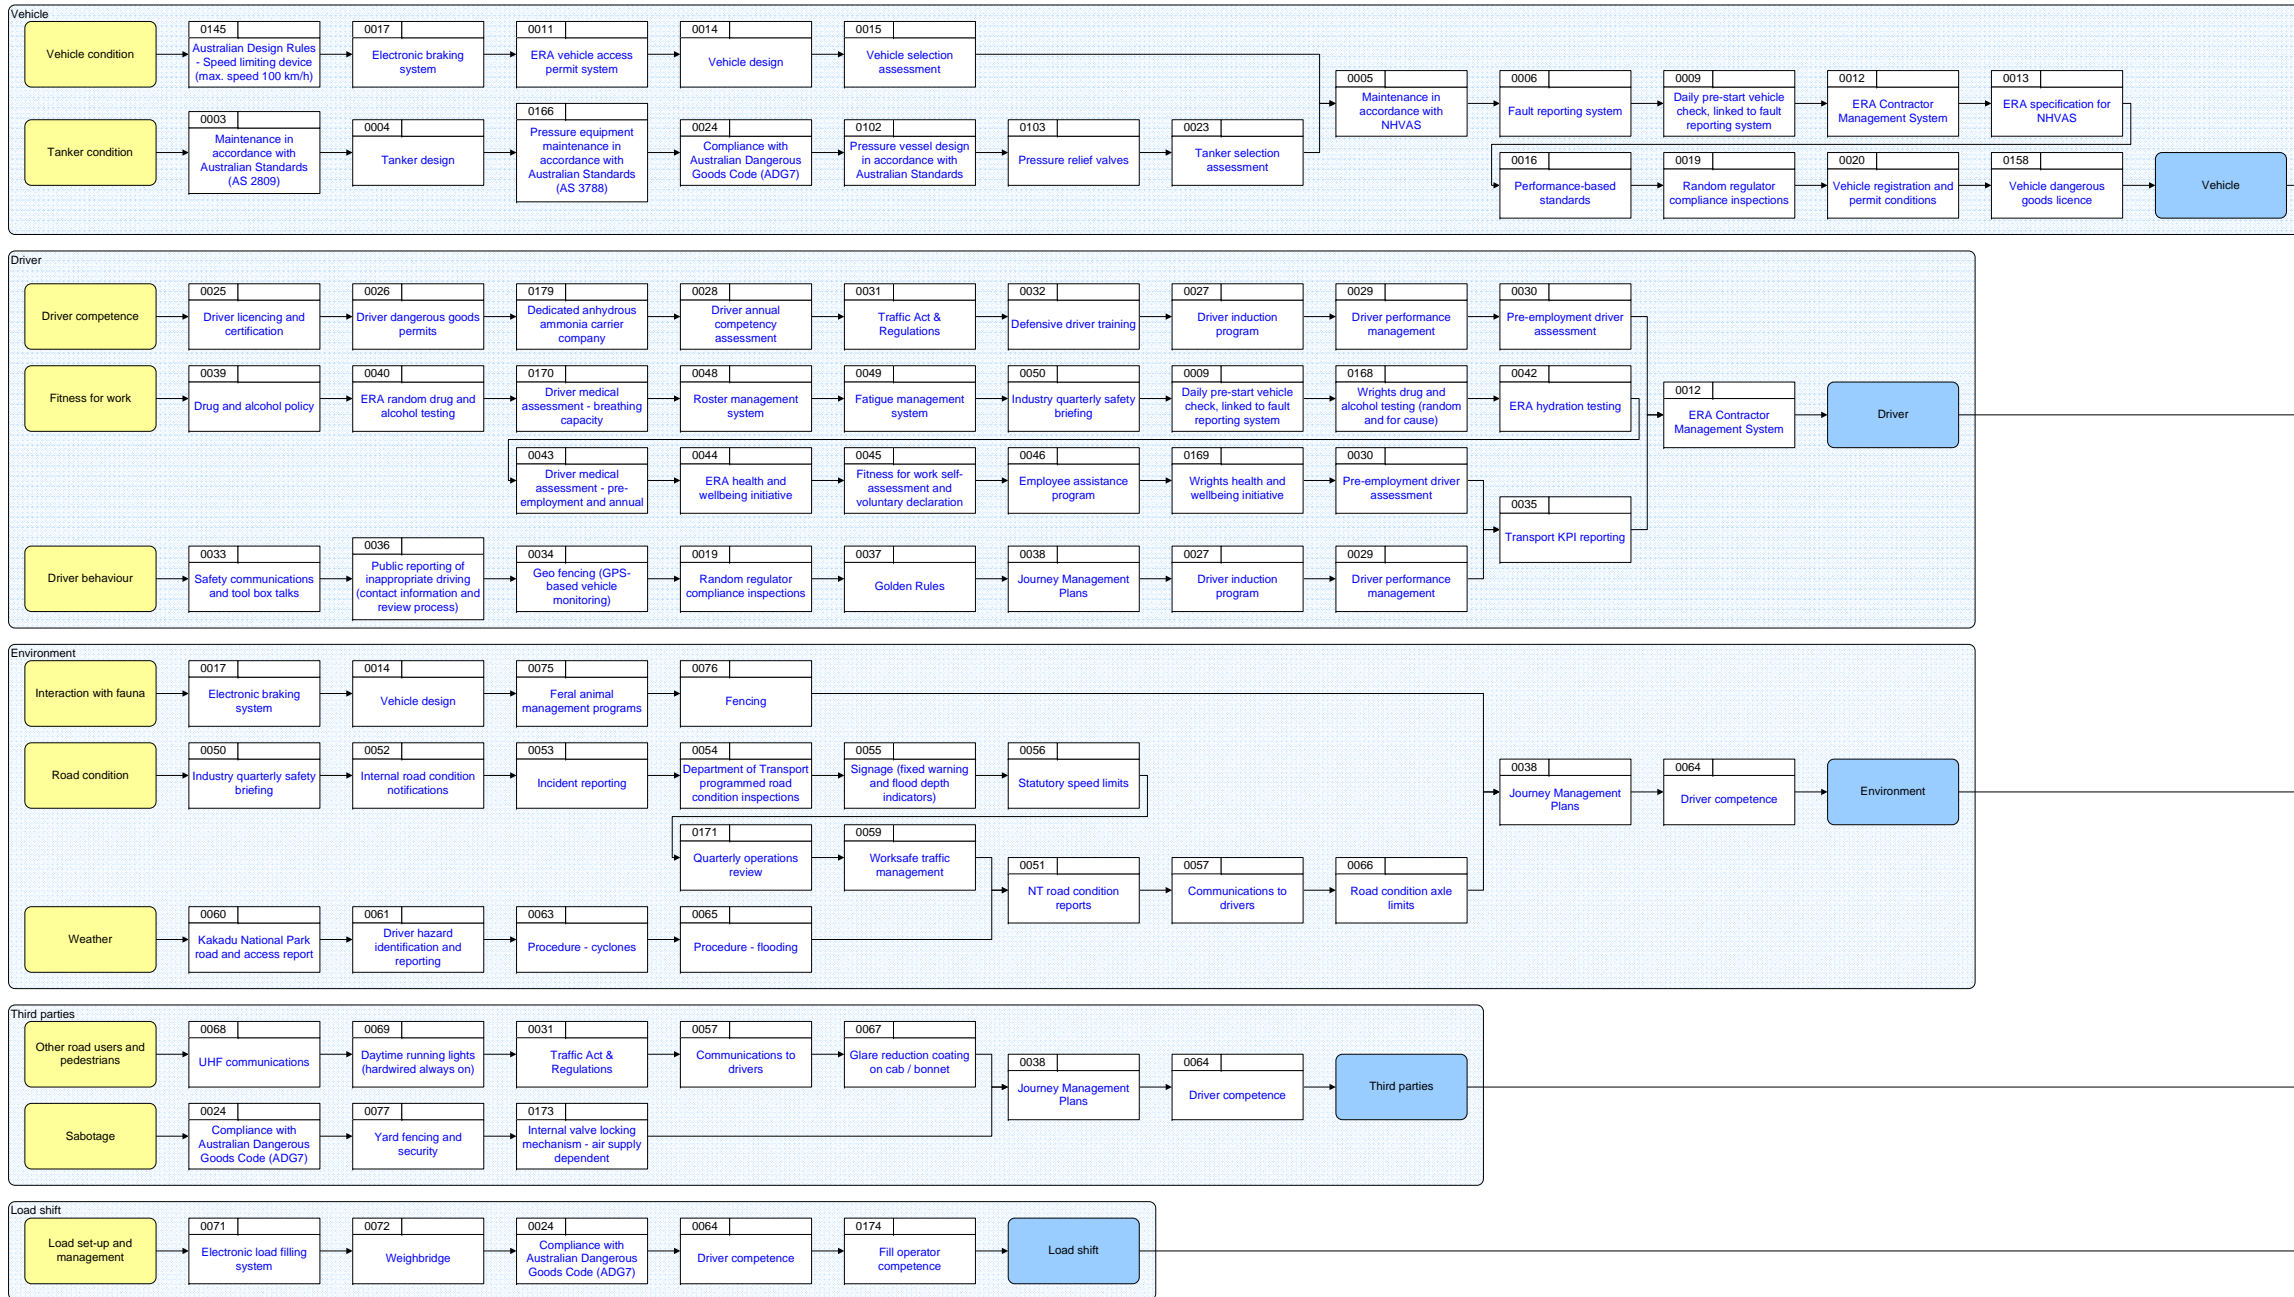 Vehicle
Vehicle condition
0145
Australian Design Rules
- Speed limiting device
(max. speed 100 km/h)
0017
Electronic braking
system
0011
ERA vehicle access
permit system
0014
Vehicle design
0015
Vehicle selection
assessment
Tanker condition
0003
Maintenance in
accordance with
Australian Standards
(AS 2809)
0004
Tanker design
0166
Pressure equipment
maintenance in
accordance with
Australian Standards
(AS 3788)
0024
Compliance with
Australian Dangerous
Goods Code (ADG7)
0102
Pressure vessel design
in accordance with
Australian Standards
0103
Pressure relief valves
0023
Tanker selection
assessment
0005
Maintenance in
accordance with
NHVAS
0006
Fault reporting system
0009
Daily pre-start vehicle
check, linked to fault
reporting system
0012
ERA Contractor
Management System
0013
ERA specification for
NHVAS
0016
Performance-based
standards
0019
Random regulator
compliance inspections
0020
Vehicle registration and
permit conditions
0158
Vehicle dangerous
goods licence
Vehicle
Driver
Driver competence
0025
Driver licencing and
certification
0026
Driver dangerous goods
permits
0179
Dedicated anhydrous
ammonia carrier
company
0028
Driver annual
competency
assessment
0031
Traffic Act &
Regulations
0032
Defensive driver training
0027
Driver induction
program
0029
Driver performance
management
0030
Pre-employment driver
assessment
Fitness for work
0039
Drug and alcohol policy
0040
ERA random drug and
alcohol testing
0170
Driver medical
assessment - breathing
capacity
0048
Roster management
system
0049
Fatigue management
system
0050
Industry quarterly safety
briefing
0009
Daily pre-start vehicle
check, linked to fault
reporting system
0168
Wrights drug and
alcohol testing (random
and for cause)
0042
ERA hydration testing
0043
Driver medical
assessment - pre-
employment and annual
0044
ERA health and
wellbeing initiative
0045
Fitness for work self-
assessment and
voluntary declaration
0046
Employee assistance
program
0169
Wrights health and
wellbeing initiative
0030
Pre-employment driver
assessment
Driver behaviour
0033
Safety communications
and tool box talks
0036
Public reporting of
inappropriate driving
(contact information and
review process)
0034
Geo fencing (GPS-
based vehicle
monitoring)
0019
Random regulator
compliance inspections
0037
Golden Rules
0038
Journey Management
Plans
0027
Driver induction
program
0029
Driver performance
management
0035
Transport KPI reporting
0012
ERA Contractor
Management System
Driver
Environment
Interaction with fauna
0017
Electronic braking
system
0014
Vehicle design
0075
Feral animal
management programs
0076
Fencing
Road condition
0050
Industry quarterly safety
briefing
0052
Internal road condition
notifications
0053
Incident reporting
0054
Department of Transport
programmed road
condition inspections
0055
Signage (fixed warning
and flood depth
indicators)
0056
Statutory speed limits
0171
Quarterly operations
review
0059
Worksafe traffic
management
Weather
0060
Kakadu National Park
road and access report
0061
Driver hazard
identification and
reporting
0063
Procedure - cyclones
0065
Procedure - flooding
0051
NT road condition
reports
0057
Communications to
drivers
0066
Road condition axle
limits
0038
Journey Management
Plans
0064
Driver competence
Environment
Third parties
Other road users and
pedestrians
0068
UHF communications
0069
Daytime running lights
(hardwired always on)
0031
Traffic Act &
Regulations
0057
Communications to
drivers
0067
Glare reduction coating
on cab / bonnet
Sabotage
0024
Compliance with
Australian Dangerous
Goods Code (ADG7)
0077
Yard fencing and
security
0173
Internal valve locking
mechanism - air supply
dependent
0038
Journey Management
Plans
0064
Driver competence
Third parties
Load shift
Load set-up and
management
0071
Electronic load filling
system
0072
Weighbridge
0024
Compliance with
Australian Dangerous
Goods Code (ADG7)
0064
Driver competence
0174
Fill operator
competence
Load shift